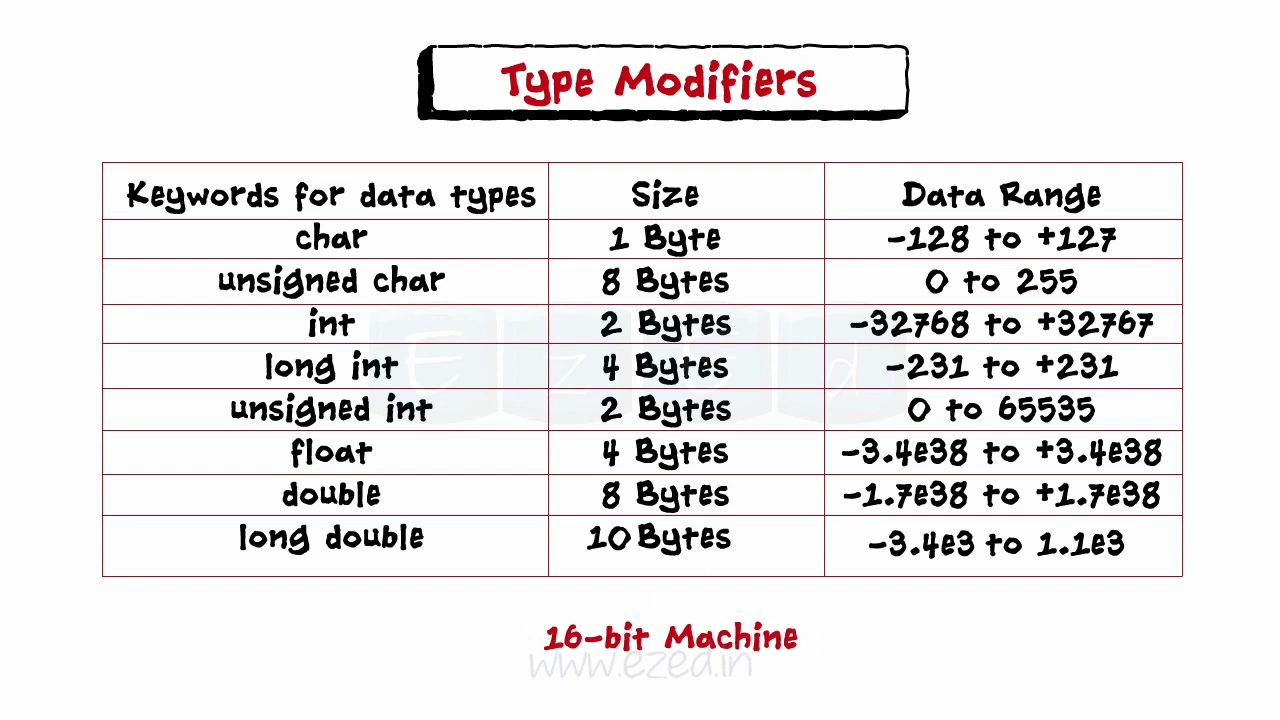 Type Modifiers
Keywords for data types Size Data Range
char 1 Byte -128 to +127
unsigned char 8 Bytes 0 to 255
int 2 Bytes -32768 to +32767
long int 4 Bytes -231 to +231
unsigned int 2 Bytes 0 to 65535
float 4 Bytes -3.4e38 to +3.4e38
double 8 Bytes -1.7e38 to +1.7e38
long double 10 Bytes -3.4e3 to 1.1e3
Ez Ed
16-bit Machine
www.ezed.in